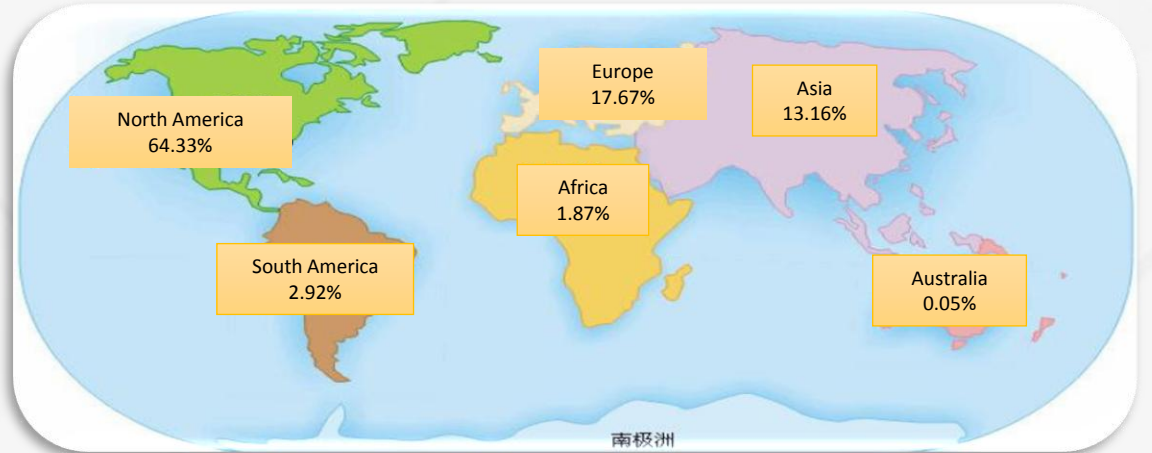 North America
64.33%
Europe
17.67%
Asia
13.16%
Africa
1.87%
South America
2.92%
Australia
0.05%
南极洲